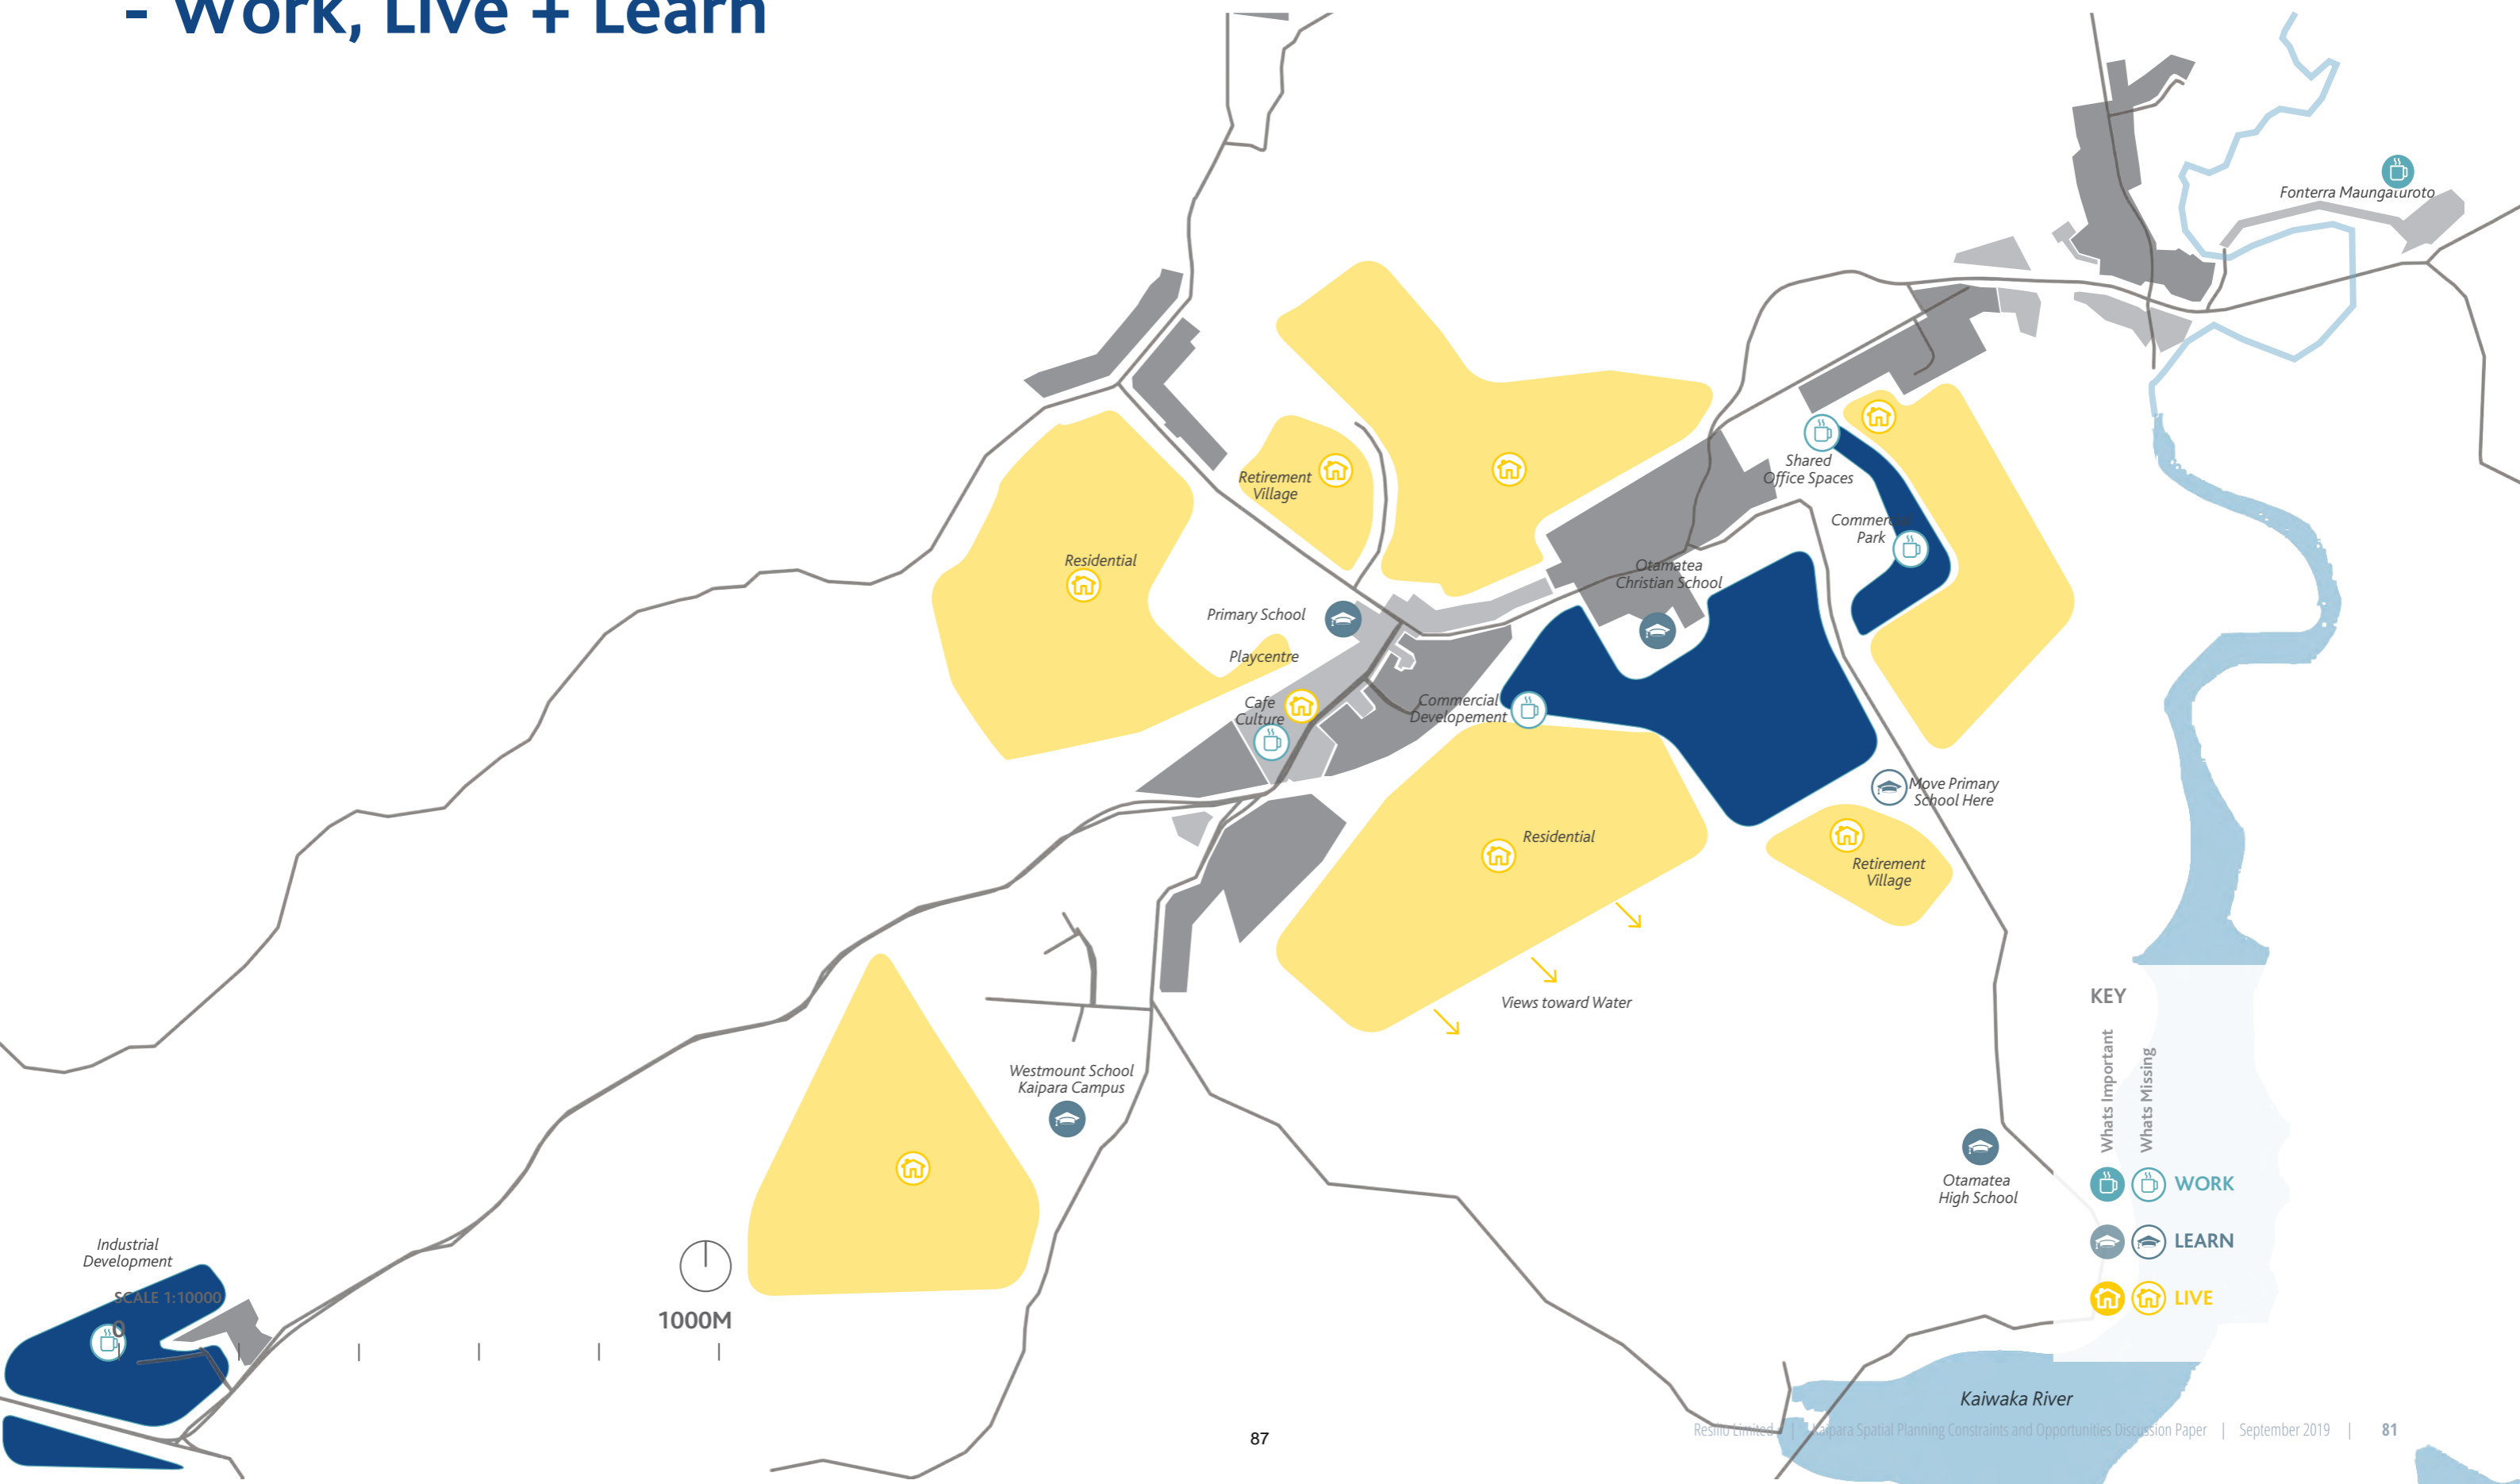 - Work, Live + Learn
Fonterra Maungaturoto
Retirement
Village
Shared
Office Spaces
Commercial
Park
Residential
Otamatea
Christian School
Primary School
Playcentre
Cafe
Culture
Commercial
Developement
Move Primary
School Here
Residential
Retirement
Village
Views toward Water
Westmount School
Kaipara Campus
Otamatea
High School
KEY
Whats Important
Whats Missing
WORK
LEARN
LIVE
Industrial
Development
SCALE 1:10000
0
1000M
Kaiwaka River
Resilio Limited | Kaipara Spatial Planning Constraints and Opportunities Discussion Paper | September 2019 | 81
87